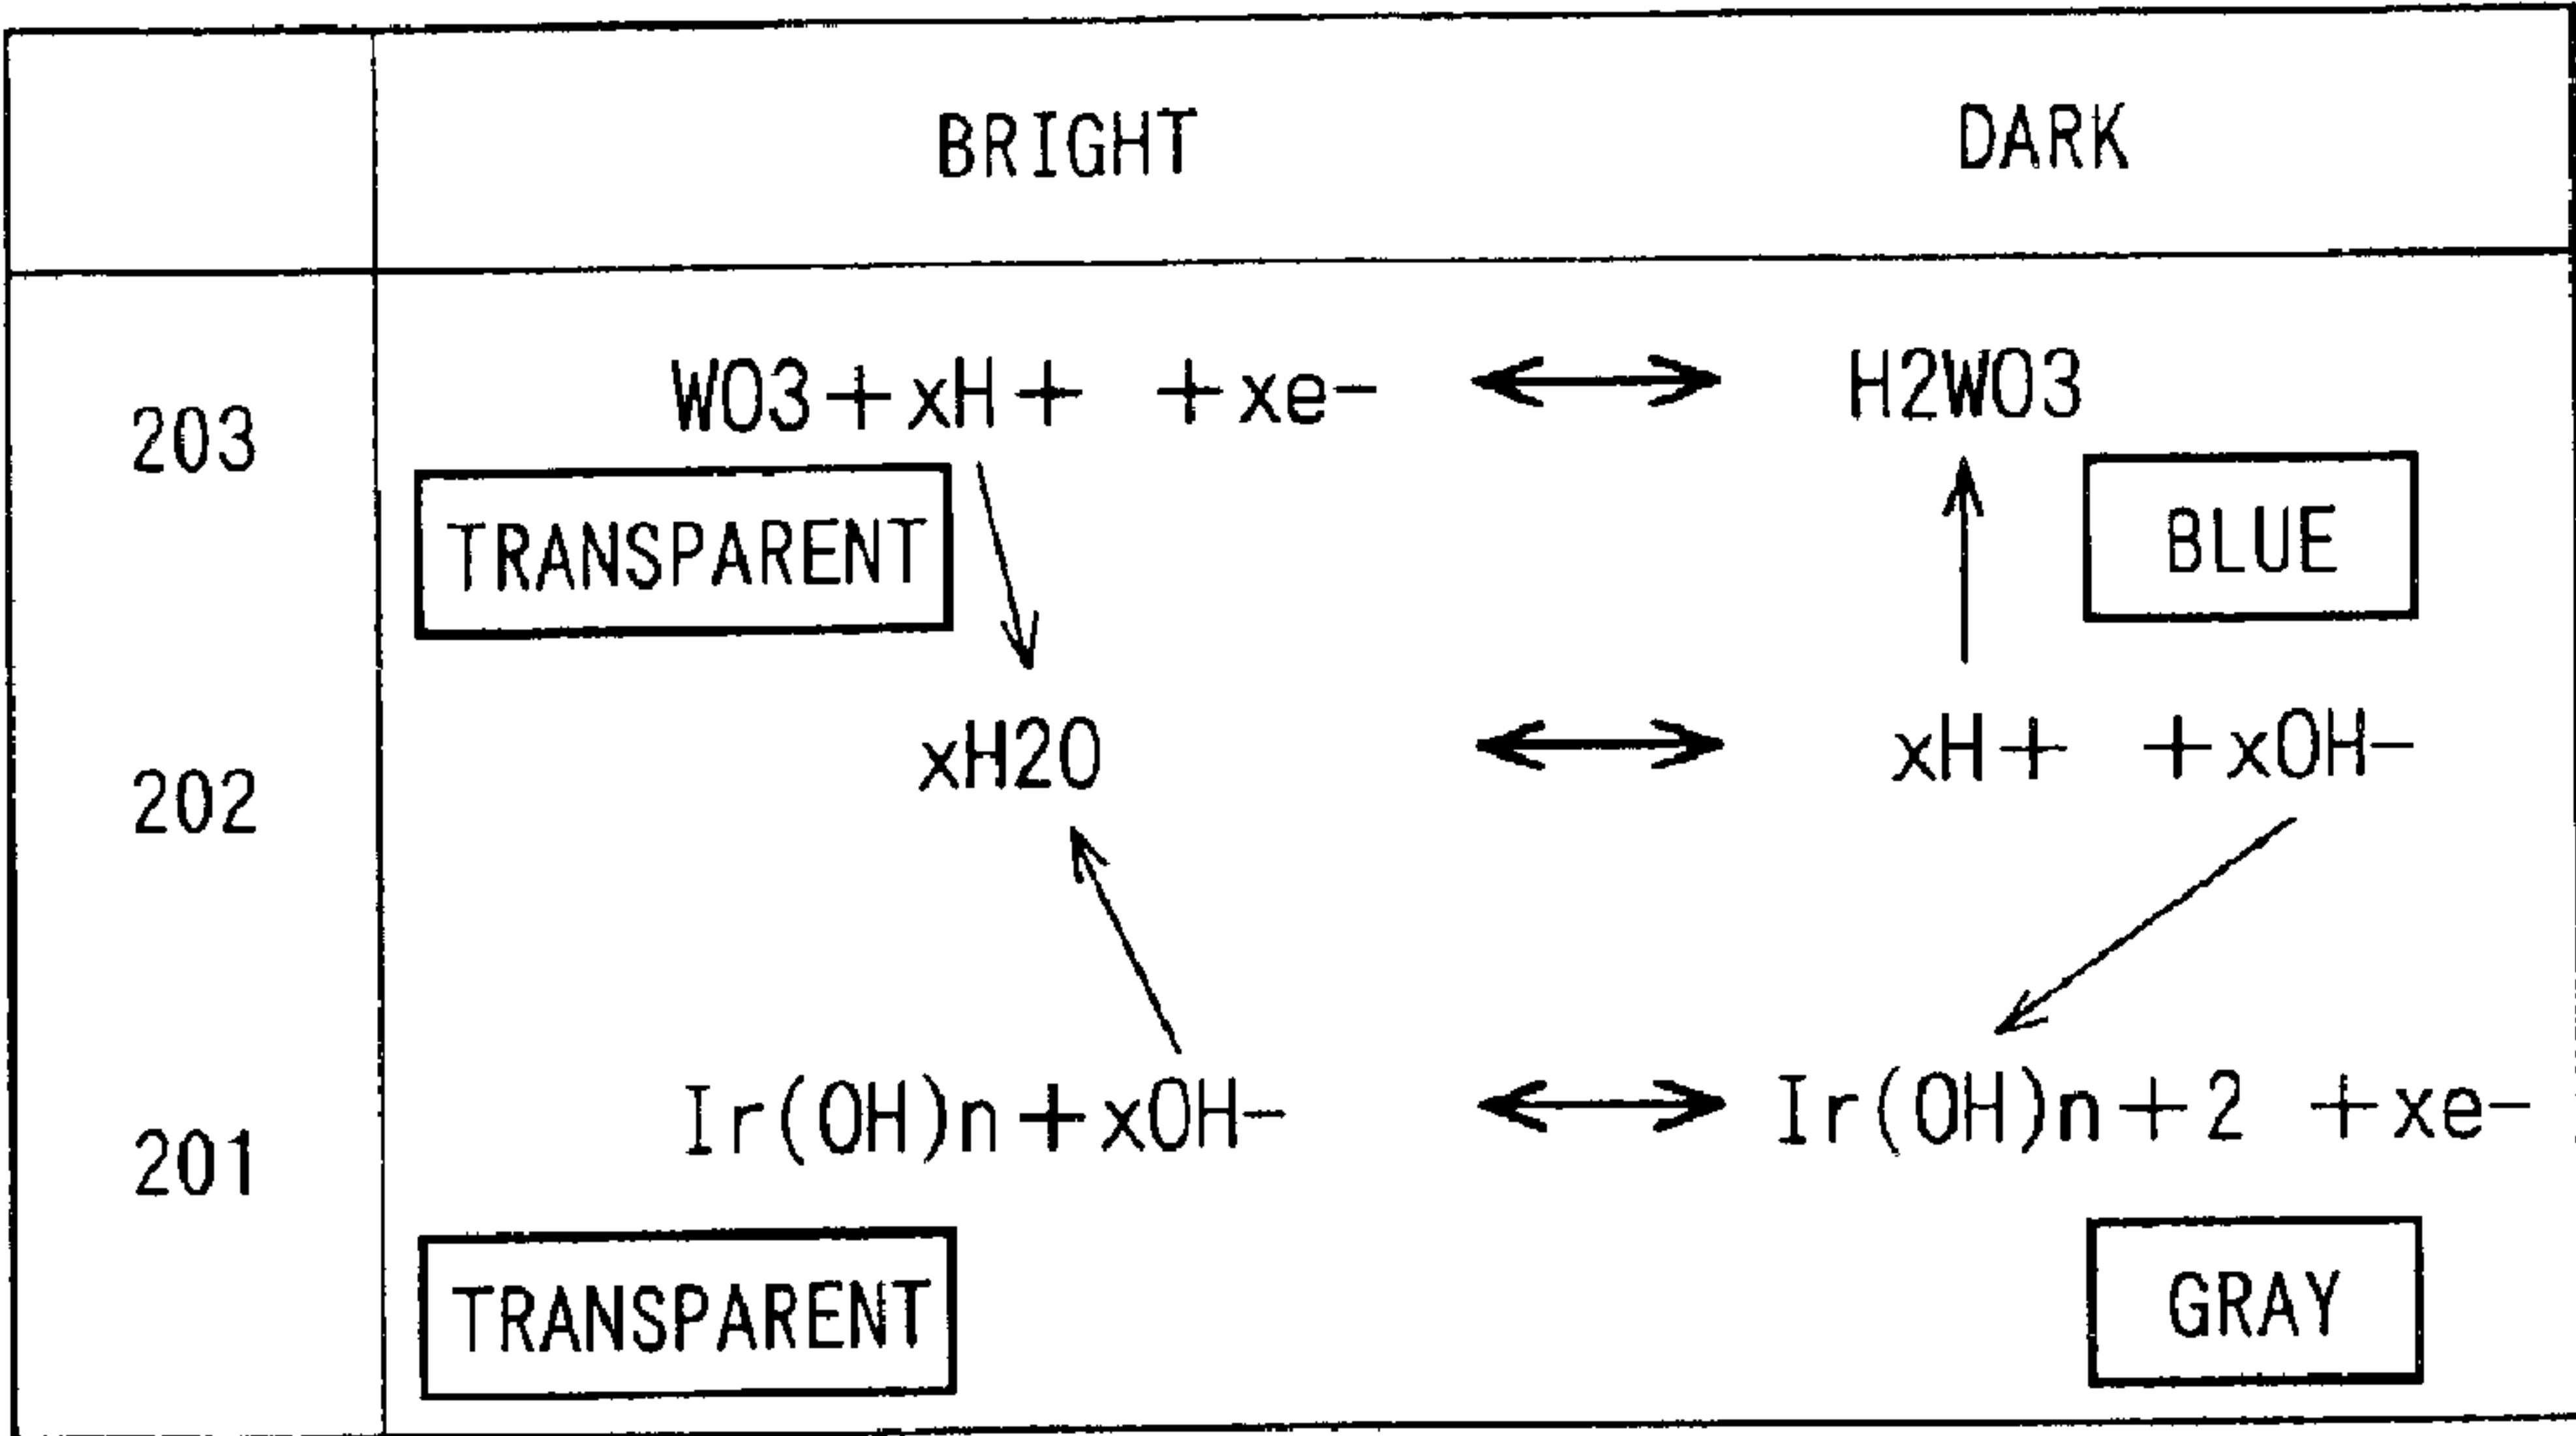 BRIGHT DARK
203 WO3+xH+ +xe- ⟷ H2WO3
TRANSPARENT BLUE
202 xH2O ⟷ xH+ +xOH-
201 Ir(OH)n+xOH- ⟷ Ir(OH)n+2 +xe-
TRANSPARENT GRAY